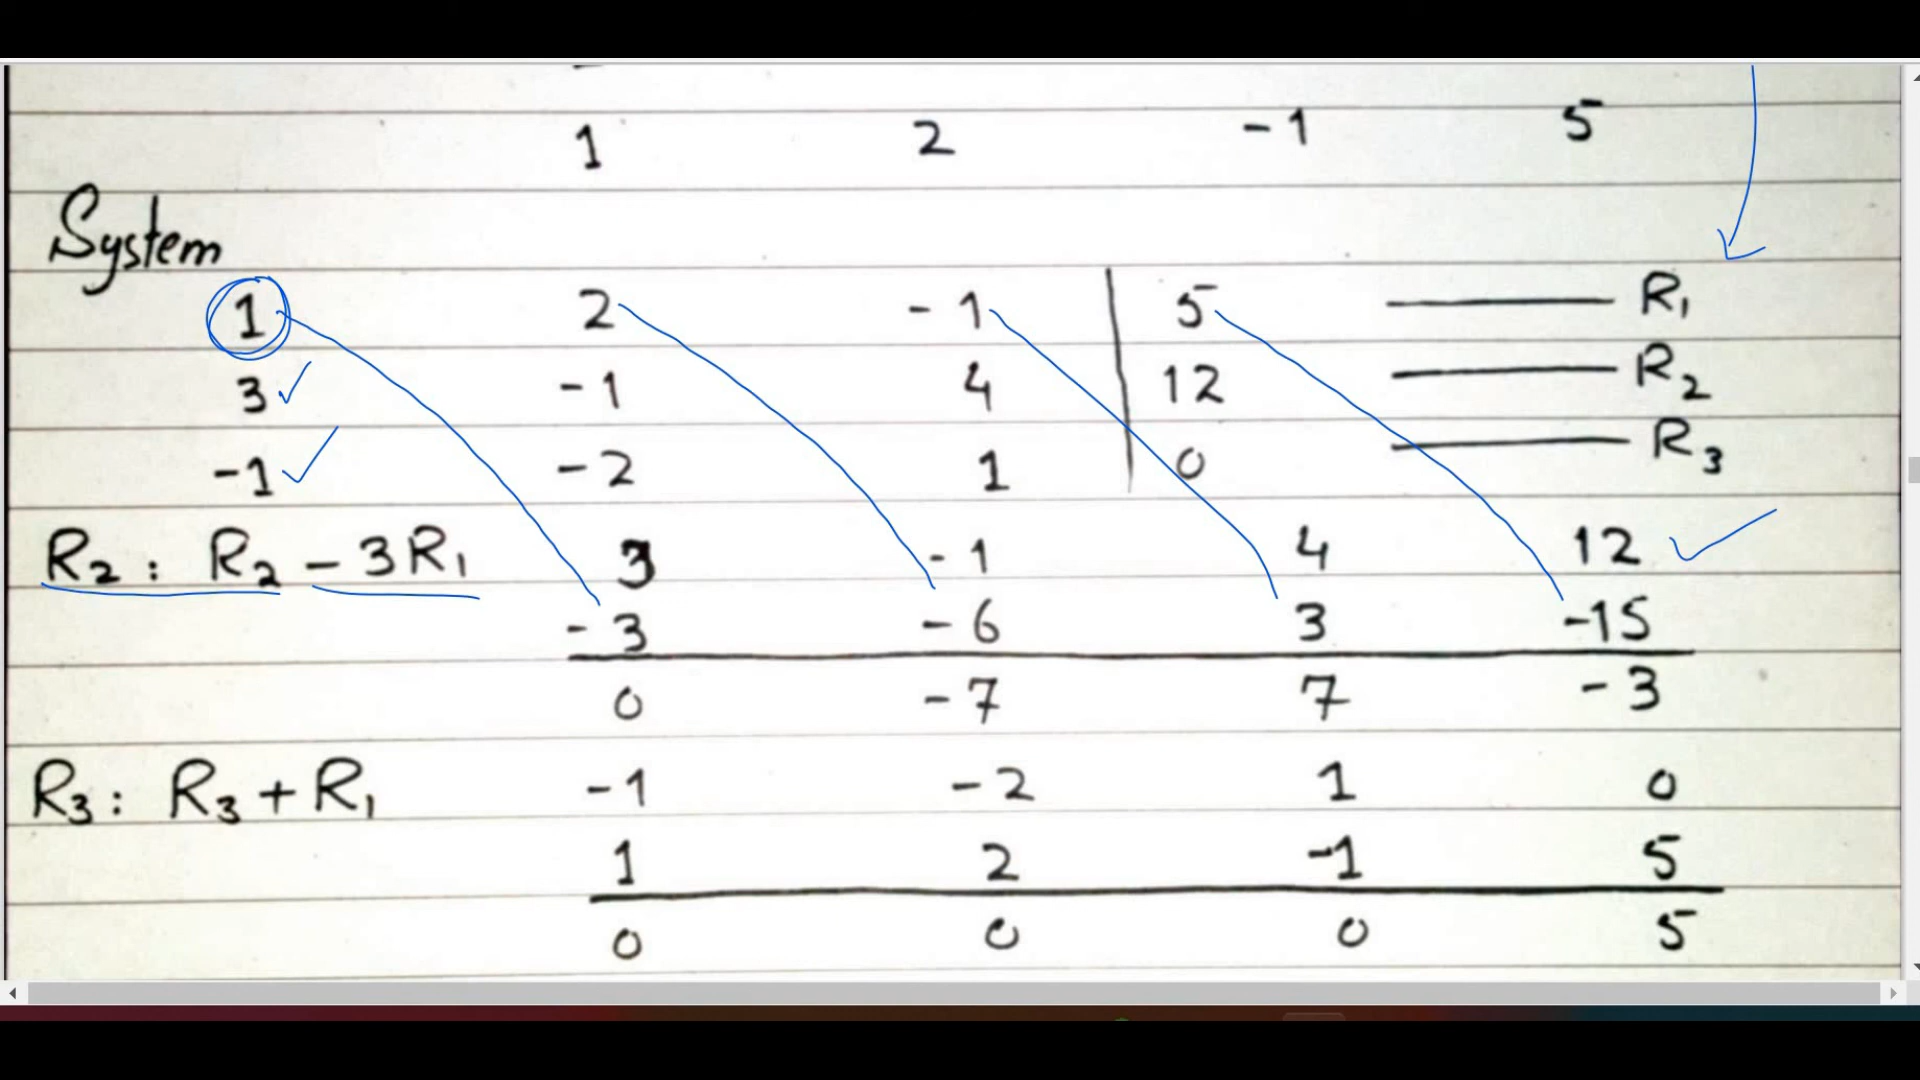 1 2 -1 5
System
1 2 -1 5 R1
3 -1 4 12 R2
-1 -2 1 0 R3
R2: R2 - 3R1 3 -1 4 12
-3 -6 3 -15
0 -7 7 -3
R3: R3 + R1 -1 -2 1 0
1 2 -1 5
0 0 0 5